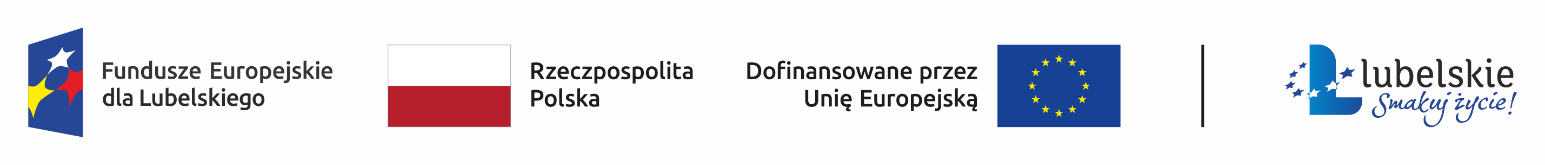 Fundusze Europejskie
dla Lubelskiego
Rzeczpospolita
Polska
Dofinansowane przez
Unię Europejską
lubelskie
Smakuj życie!